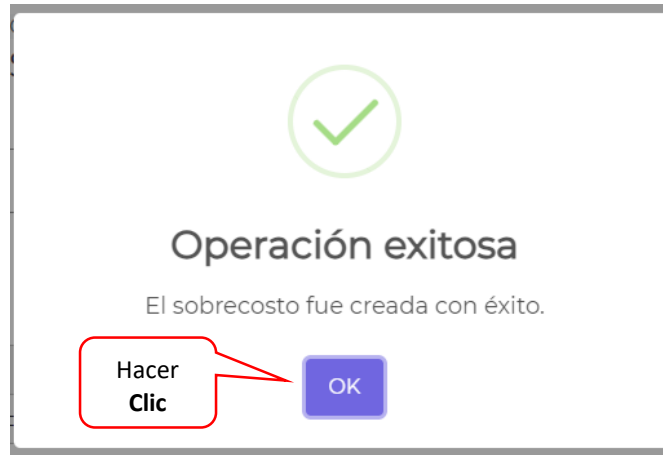 Operación exitosa
El sobrecosto fue creada con éxito.
Hacer
Clic
OK